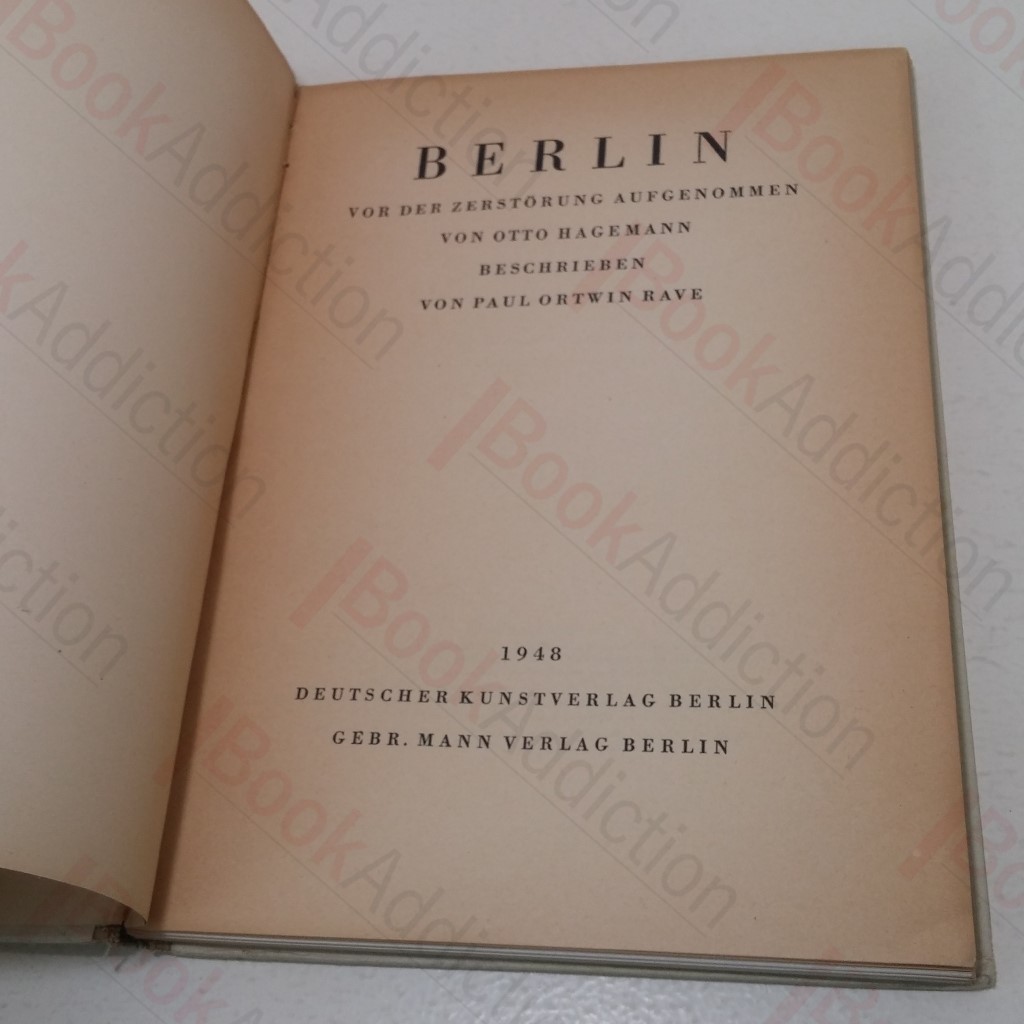 BERLIN
VOR DER ZERSTÖRUNG AUFGENOMMEN
VON OTTO HAGEMANN
BESCHRIEBEN
VON PAUL ORTWIN RAVE
1948
DEUTSCHER KUNSTVERLAG BERLIN
GEBR. MANN VERLAG BERLIN
BookAddiction